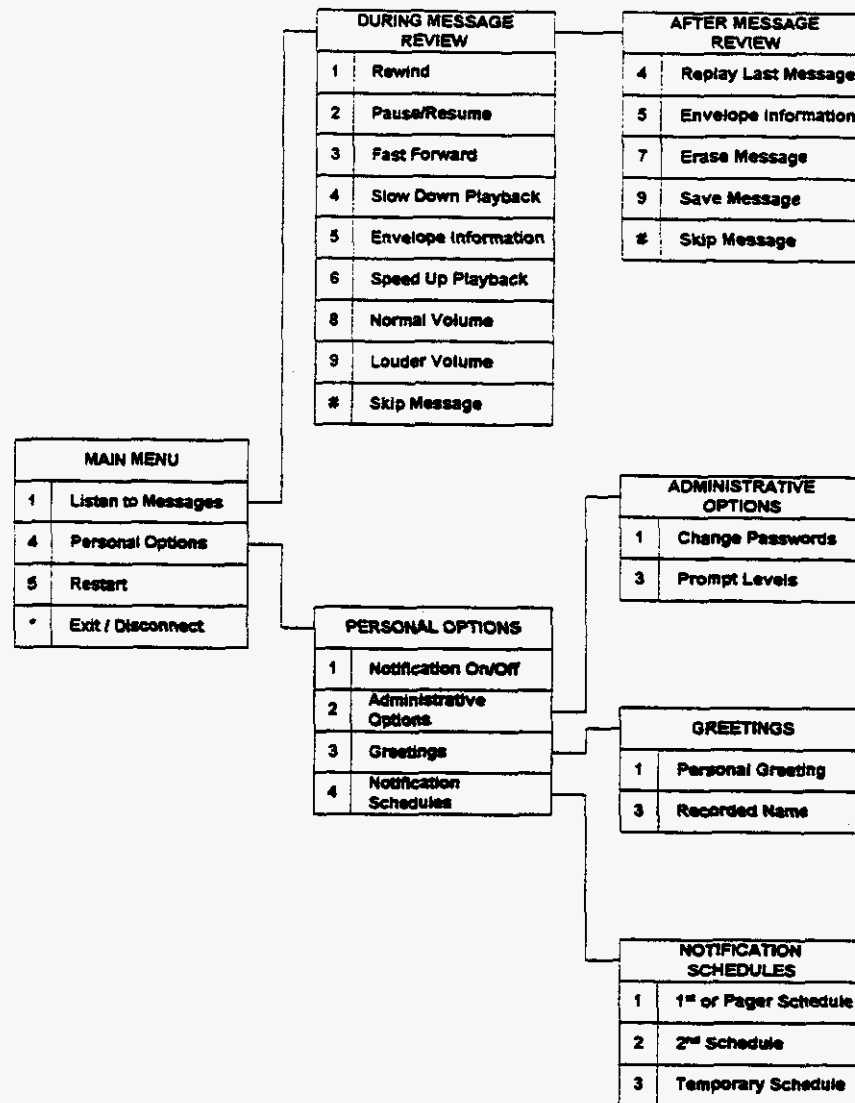 DURING MESSAGE
REVIEW
1 Rewind
2 Pause/Resume
3 Fast Forward
4 Slow Down Playback
5 Envelope Information
6 Speed Up Playback
8 Normal Volume
9 Louder Volume
# Skip Message
AFTER MESSAGE
REVIEW
4 Replay Last Message
5 Envelope Information
7 Erase Message
9 Save Message
# Skip Message
MAIN MENU
1 Listen to Messages
4 Personal Options
5 Restart
* Exit / Disconnect
PERSONAL OPTIONS
1 Notification On/Off
2 Administrative
Options
3 Greetings
4 Notification
Schedules
ADMINISTRATIVE
OPTIONS
1 Change Passwords
3 Prompt Levels
GREETINGS
1 Personal Greeting
3 Recorded Name
NOTIFICATION
SCHEDULES
1 1st or Pager Schedule
2 2nd Schedule
3 Temporary Schedule